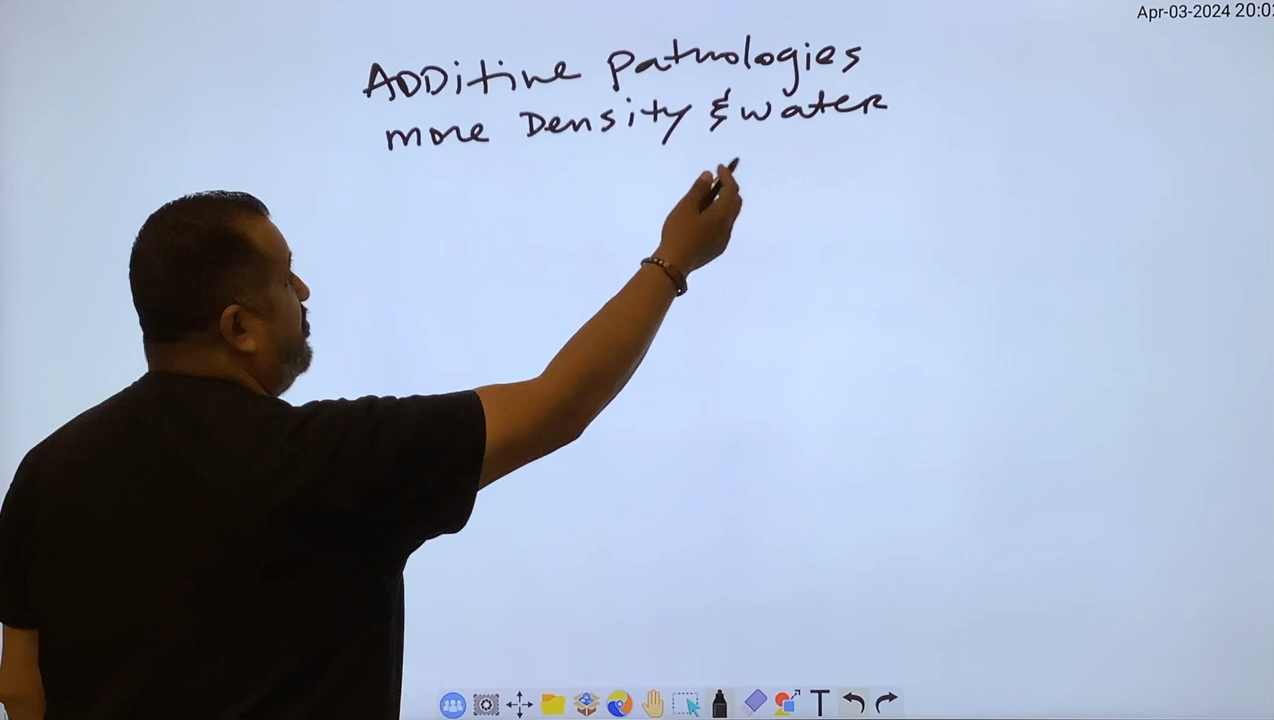 Apr-03-2024 20:0
ADDitive pathologies
more Density & water
T